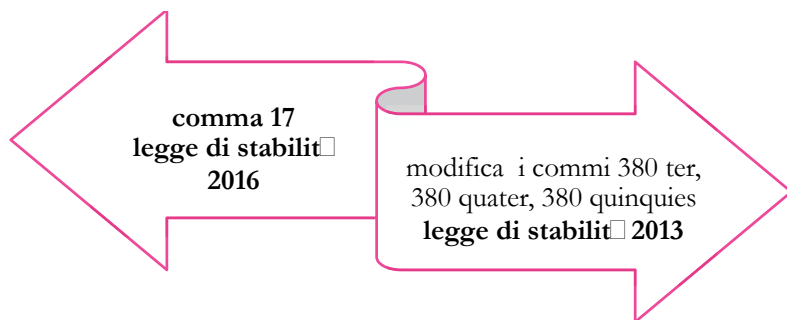 comma 17
legge di stabilit□
2016
modifica i commi 380 ter,
380 quater, 380 quinquies
legge di stabilit□ 2013